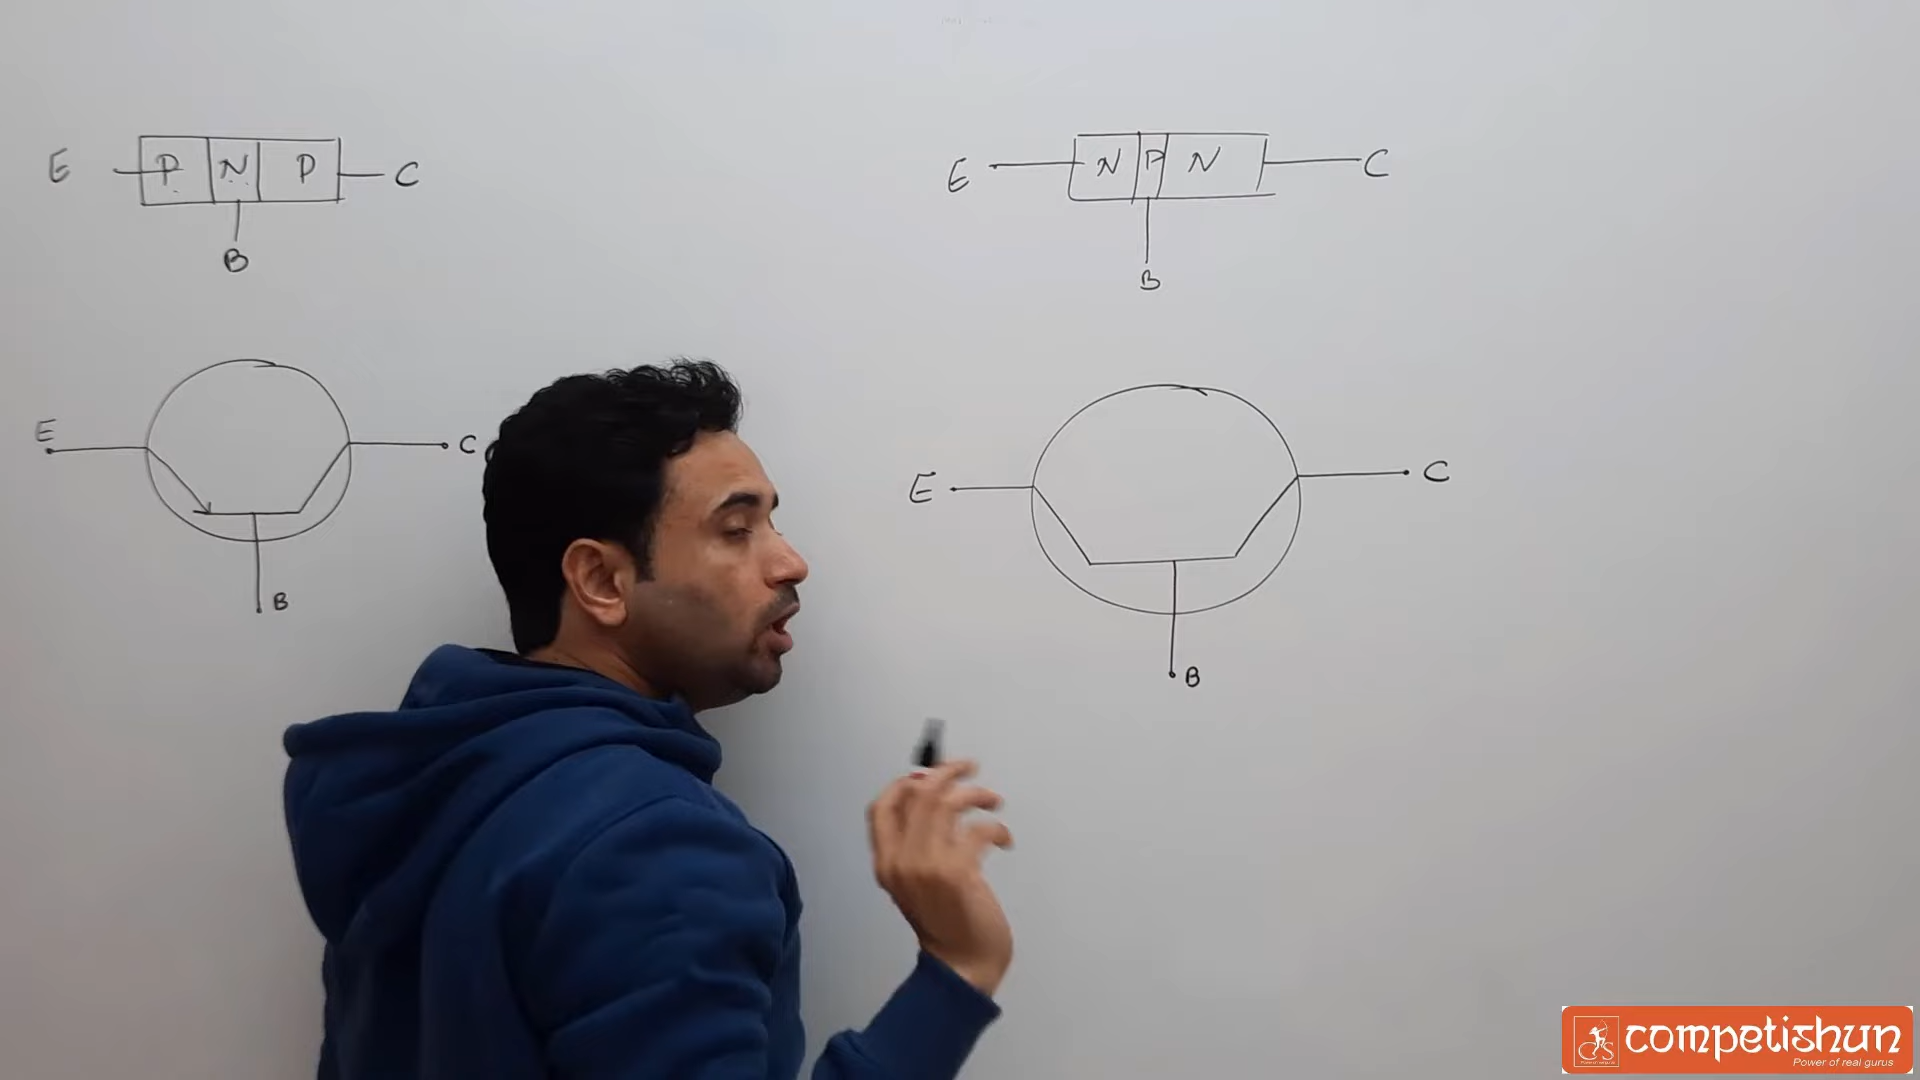 E P N P C
B
E C
B
E N P N C
B
E C
B
competishun
Power of real gurus